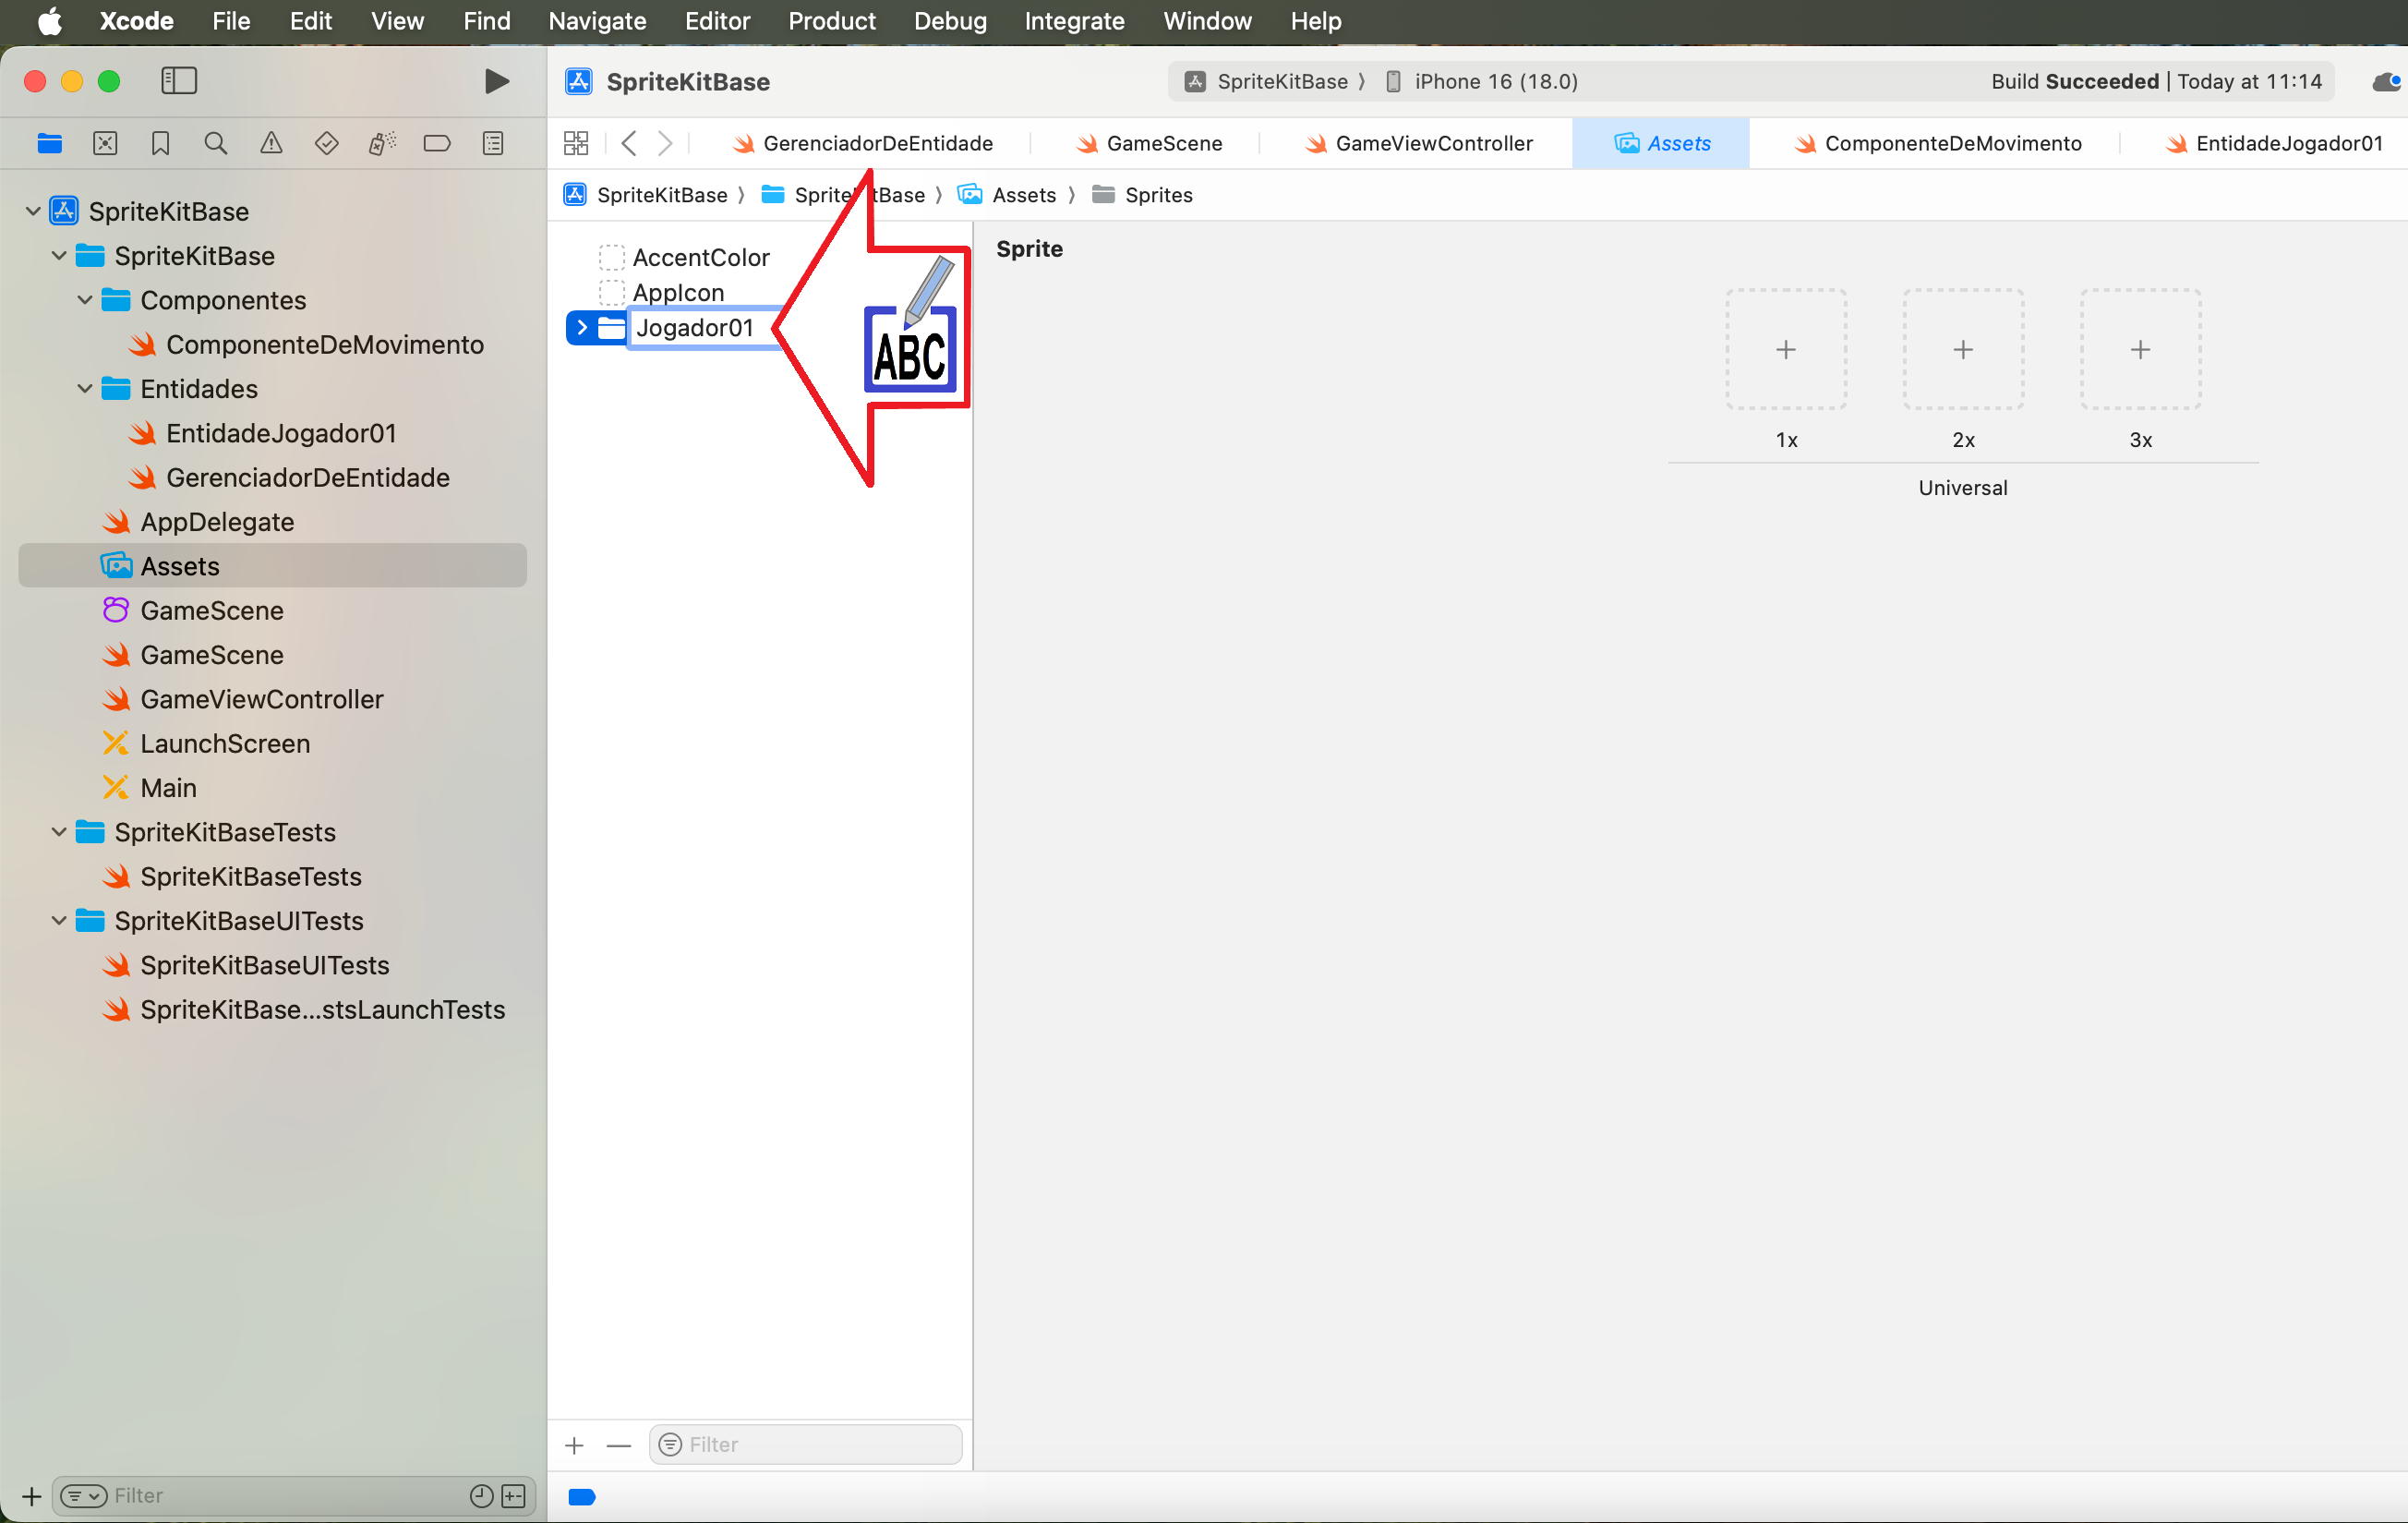 Xcode File Edit View Find Navigate Editor Product Debug Integrate Window Help
SpriteKitBase
SpriteKitBase 〉 iPhone 16 (18.0)
Build Succeeded | Today at 11:14
GerenciadorDeEntidade
GameScene
GameViewController
Assets
ComponenteDeMovimento
EntidadeJogador01
SpriteKitBase 〉 SpriteKitBase 〉 Assets 〉 Sprites
SpriteKitBase
SpriteKitBase
Componentes
ComponenteDeMovimento
Entidades
EntidadeJogador01
GerenciadorDeEntidade
AppDelegate
Assets
GameScene
GameScene
GameViewController
LaunchScreen
Main
SpriteKitBaseTests
SpriteKitBaseTests
SpriteKitBaseUITests
SpriteKitBaseUITests
SpriteKitBase...stsLaunchTests
Filter
AccentColor
AppIcon
Jogador01
ABC
Filter
Sprite
1x
2x
3x
Universal